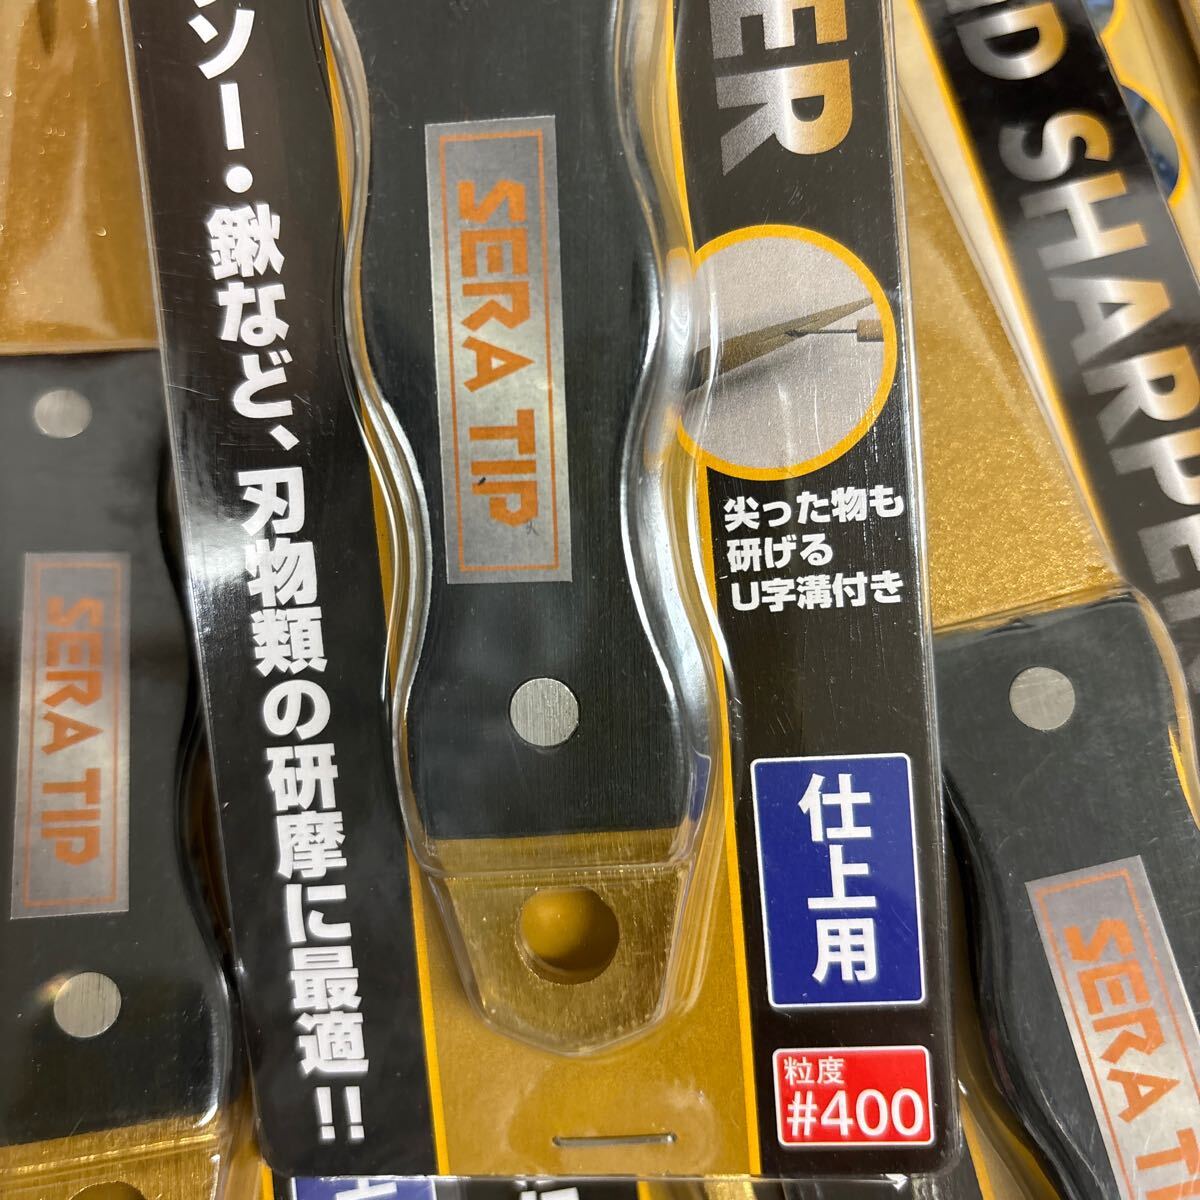 ソー・鍬など、刃物類の研摩に最適!!
SERA TIP
ER
尖った物も
研げる
U字溝付き
仕上用
粒度
#400
SERA TIP
D SHARPE
SERA T